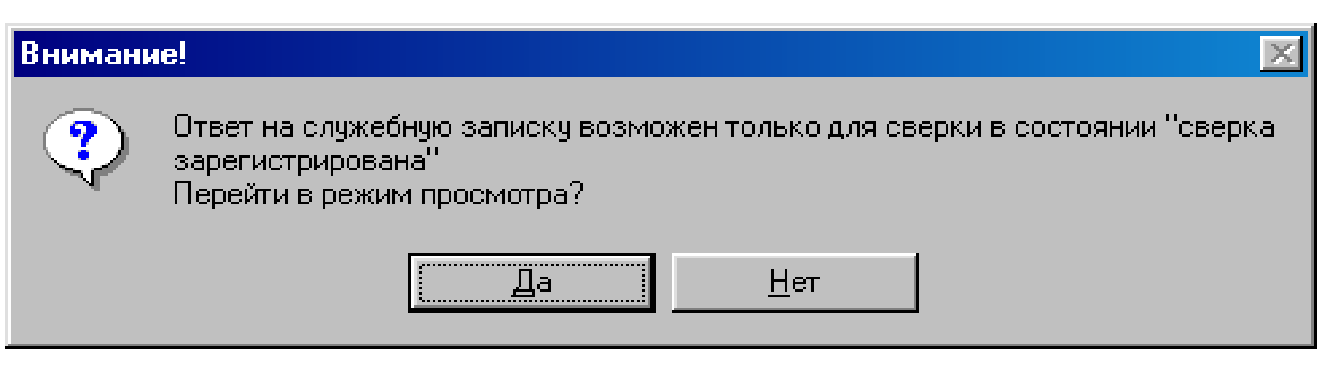 Внимание!
Ответ на служебную записку возможен только для сверки в состоянии "сверка
зарегистрирована"
Перейти в режим просмотра?
Да
Нет